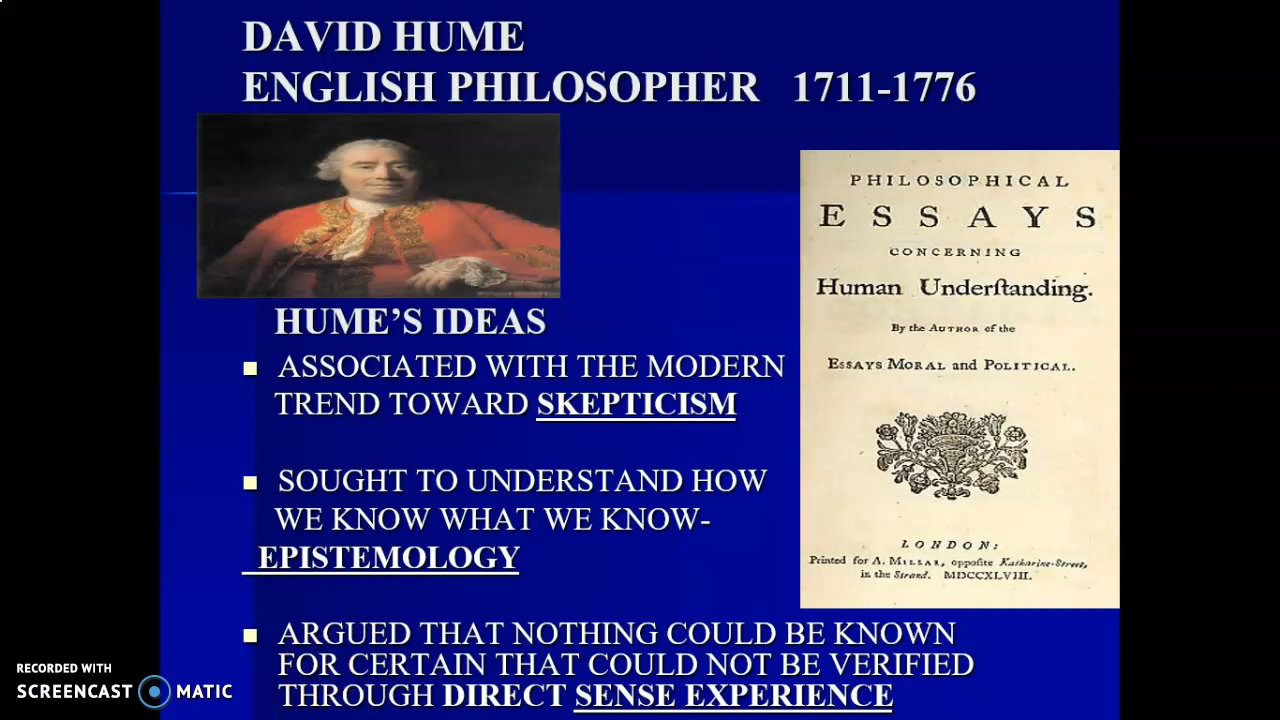 DAVID HUME
ENGLISH PHILOSOPHER 1711-1776
HUME'S IDEAS
ASSOCIATED WITH THE MODERN
TREND TOWARD SKEPTICISM
SOUGHT TO UNDERSTAND HOW
WE KNOW WHAT WE KNOW-
EPISTEMOLOGY
ARGUED THAT NOTHING COULD BE KNOWN
FOR CERTAIN THAT COULD NOT BE VERIFIED
THROUGH DIRECT SENSE EXPERIENCE
PHILOSOPHICAL
ESSAYS
CONCERNING
Human Underſtanding.
By the AUTHOR of the
ESSAYS MORAL and POLITICAL.
LONDON:
Printed for A. MILLAR, oppoſite Katharine-Street,
in the Strand. MDCCXLVIII.
RECORDED WITH
SCREENCAST MATIC